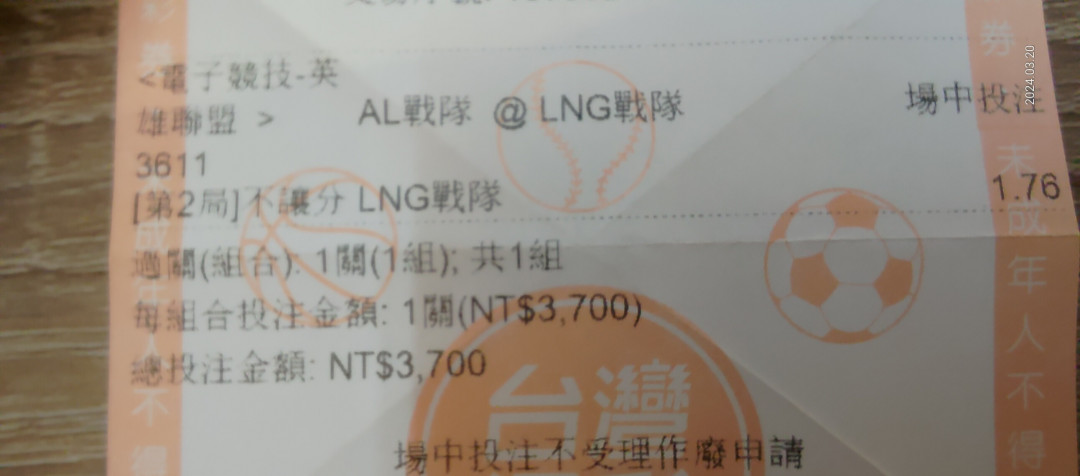 <電子競技-英
雄聯盟 > AL戰隊 @ LNG戰隊 場中投注
3611
[第2局]不讓分 LNG戰隊 1.76
過關(組合): 1關(1組); 共1組
每組合投注金額: 1關(NT$3,700)
總投注金額: NT$3,700
台灣
場中投注不受理作廢申請
券 未成年人不得
2024.03.20